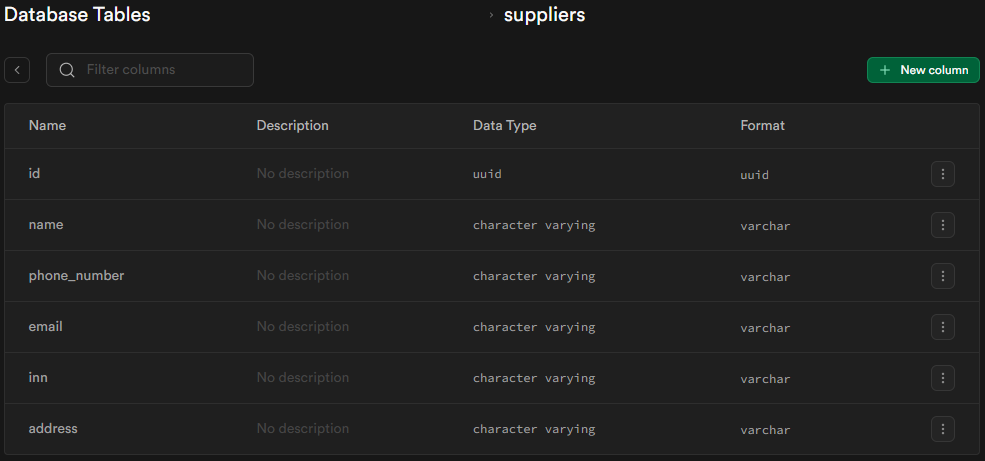 Database Tables › suppliers
Filter columns
+ New column
Name Description Data Type Format
id No description uuid uuid
name No description character varying varchar
phone_number No description character varying varchar
email No description character varying varchar
inn No description character varying varchar
address No description character varying varchar